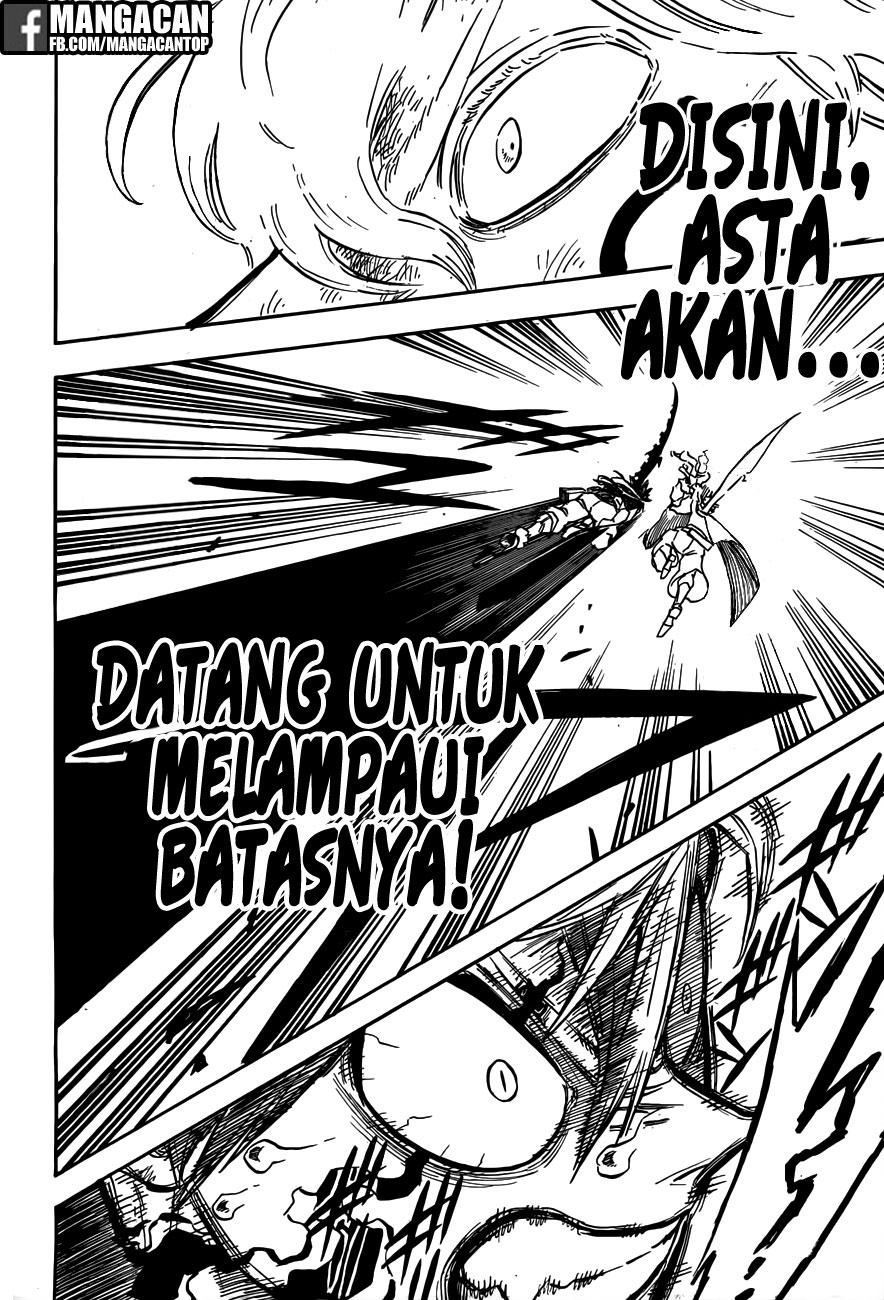 MANGACAN
FB.COM/MANGACANTOP
DISINI,
ASTA
AKAN...
DATANG UNTUK
MELAMPAUI
BATASNYA!